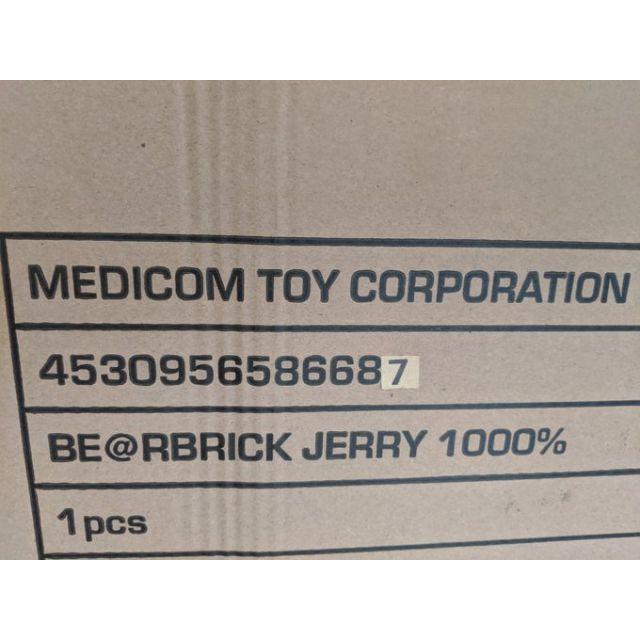 MEDICOM TOY CORPORATION
4530956586687
BE@RBRICK JERRY 1000%
1pcs